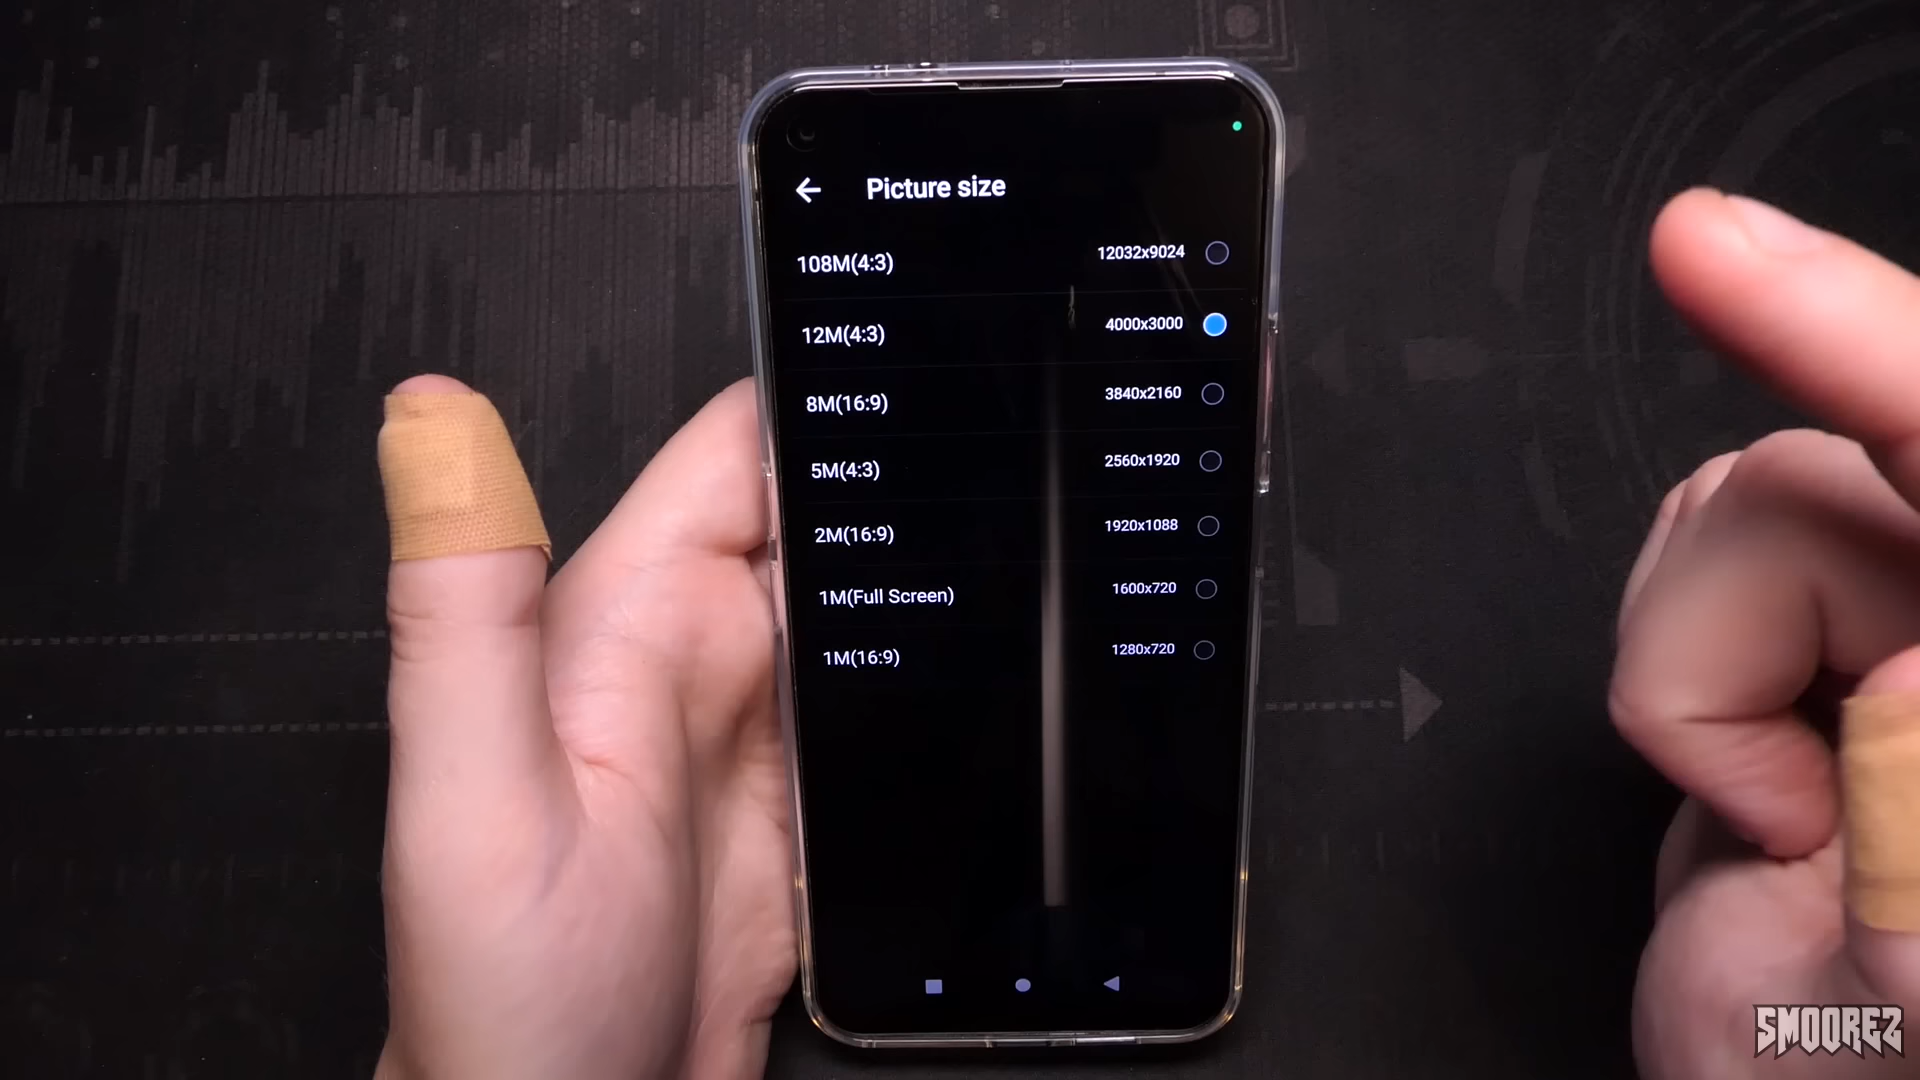 Picture size
108M(4:3) 12032x9024
12M(4:3) 4000x3000
8M(16:9) 3840x2160
5M(4:3) 2560x1920
2M(16:9) 1920x1088
1M(Full Screen) 1600x720
1M(16:9) 1280x720
SMOOREZ